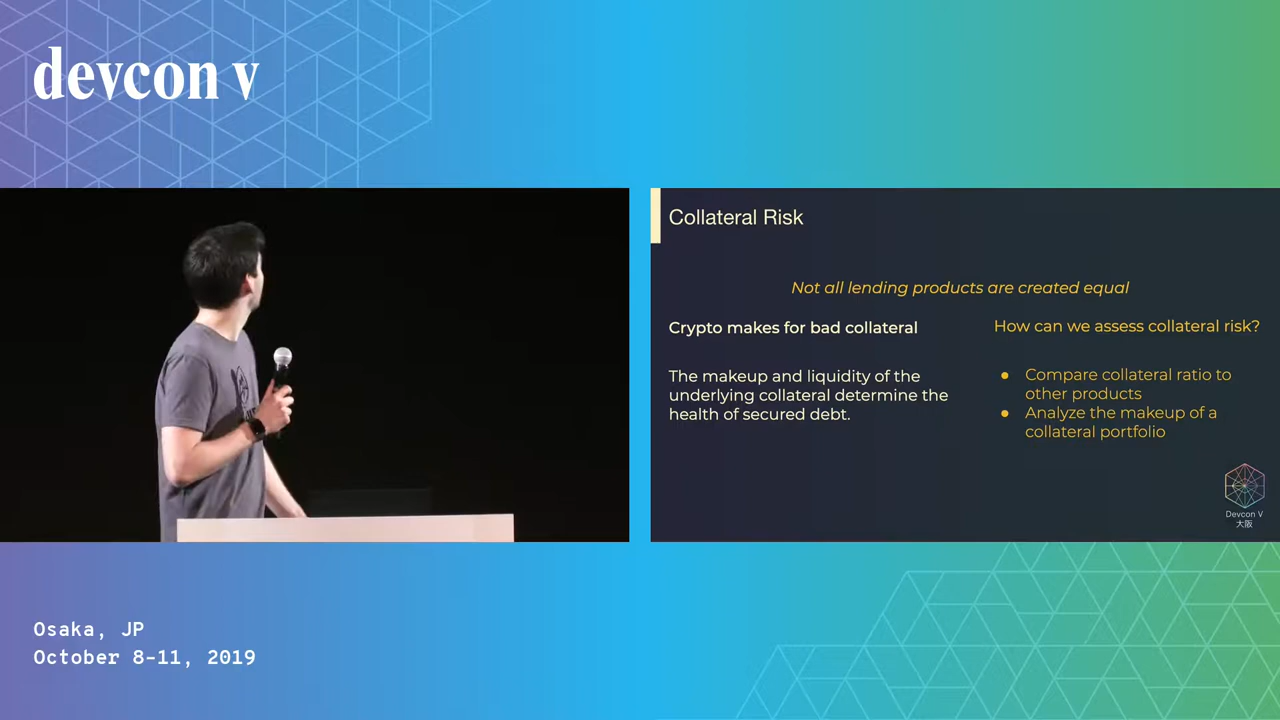 devcon v
Collateral Risk
Not all lending products are created equal
Crypto makes for bad collateral
The makeup and liquidity of the
underlying collateral determine the
health of secured debt.
How can we assess collateral risk?
● Compare collateral ratio to
other products
● Analyze the makeup of a
collateral portfolio
Devcon V
大阪
Osaka, JP
October 8-11, 2019